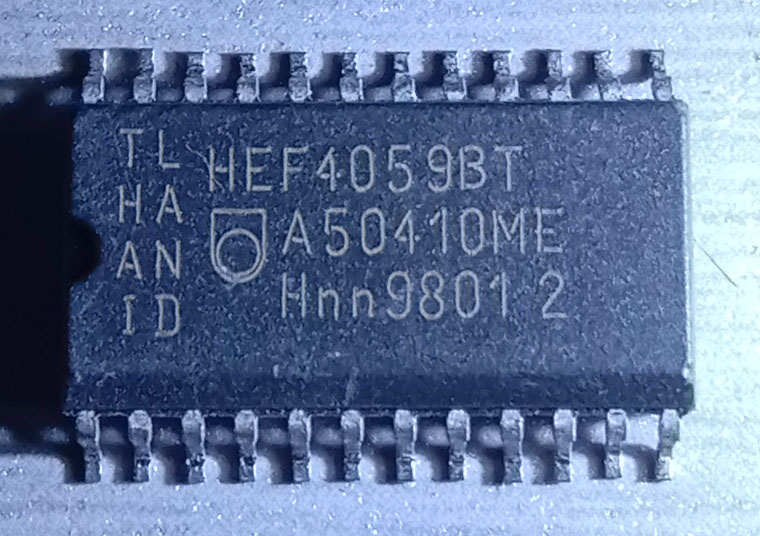 TL
HA
AN
ID
HEF4059BT
A50410ME
Hnn9801 2